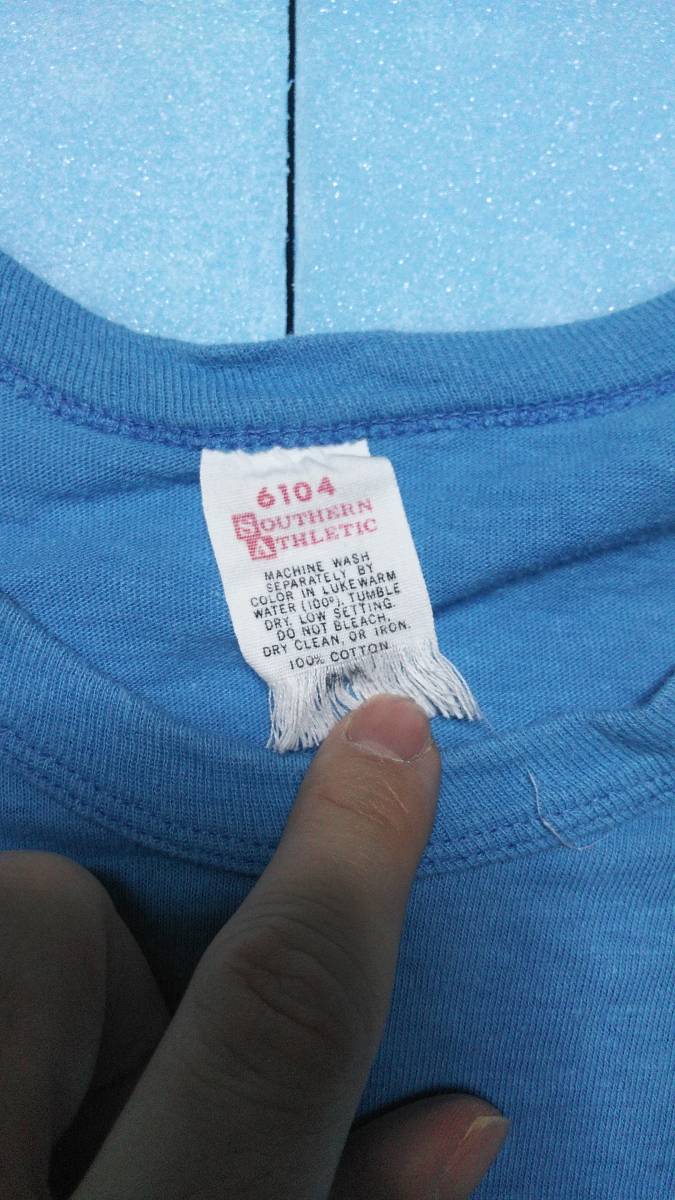 6104
SOUTHERN
ATHLETIC
MACHINE WASH
SEPARATELY BY
COLOR IN LUKEWARM
WATER (100°). TUMBLE
DRY, LOW SETTING.
DO NOT BLEACH,
DRY CLEAN, OR IRON.
100% COTTON